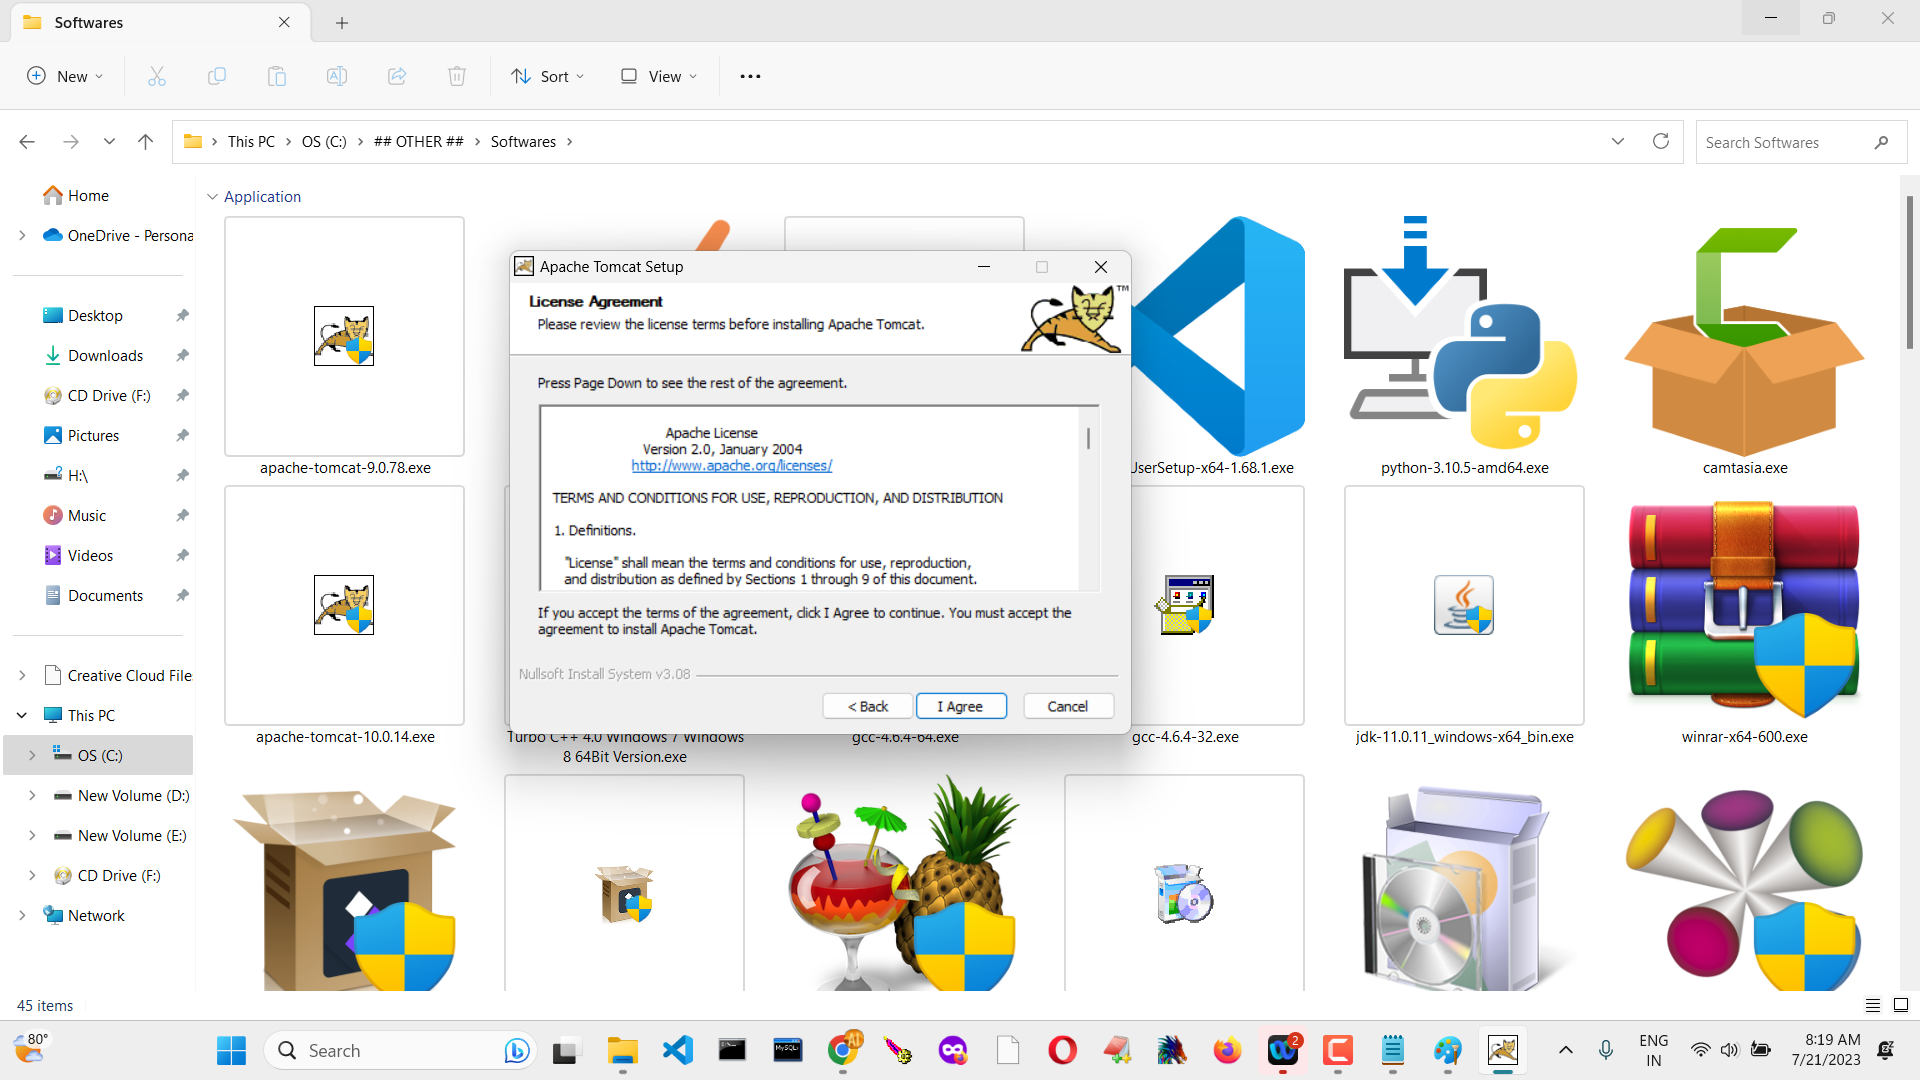 Softwares
New
Sort
View
This PC
OS (C:)
## OTHER ##
Softwares
Search Softwares
Home
OneDrive - Persona
Desktop
Downloads
CD Drive (F:)
Pictures
H:\
Music
Videos
Documents
Creative Cloud File
This PC
OS (C:)
New Volume (D:)
New Volume (E:)
CD Drive (F:)
Network
Application
apache-tomcat-9.0.78.exe
UserSetup-x64-1.68.1.exe
python-3.10.5-amd64.exe
camtasia.exe
Apache Tomcat Setup
License Agreement
Please review the license terms before installing Apache Tomcat.
TM
Press Page Down to see the rest of the agreement.
Apache License
Version 2.0, January 2004
http://www.apache.org/licenses/
TERMS AND CONDITIONS FOR USE, REPRODUCTION, AND DISTRIBUTION
1. Definitions.
"License" shall mean the terms and conditions for use, reproduction,
and distribution as defined by Sections 1 through 9 of this document.
If you accept the terms of the agreement, click I Agree to continue. You must accept the
agreement to install Apache Tomcat.
Nullsoft Install System v3.08
< Back
I Agree
Cancel
apache-tomcat-10.0.14.exe
Turbo C++ 4.0 Windows 7 Windows
8 64Bit Version.exe
gcc-4.6.4-64.exe
gcc-4.6.4-32.exe
jdk-11.0.11_windows-x64_bin.exe
winrar-x64-600.exe
45 items
80°
Search
MySQL
AI
2
ENG
IN
8:19 AM
7/21/2023